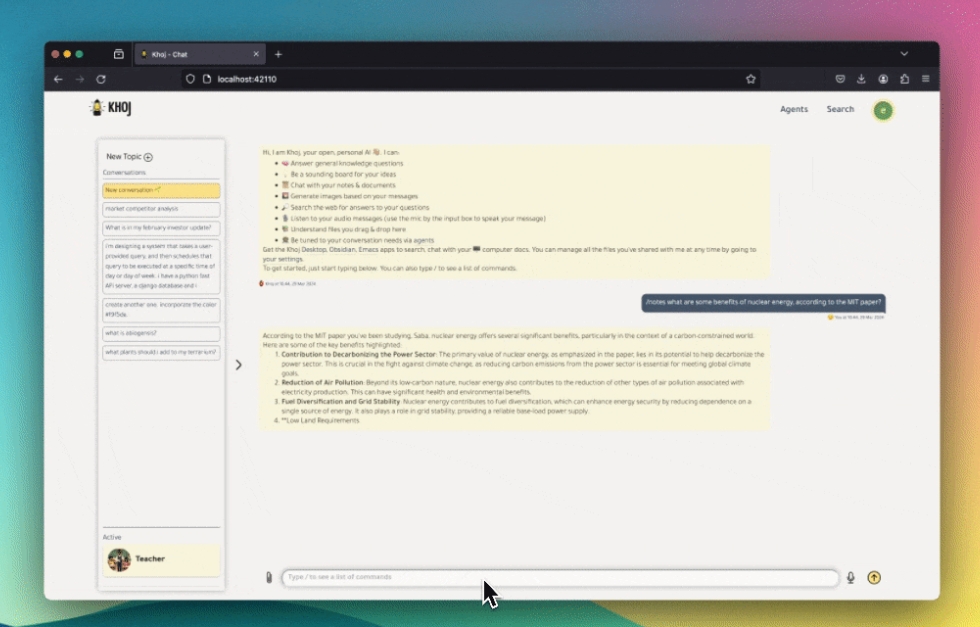 Khoj - Chat
localhost:42110
KHOJ
Agents
Search
e
New Topic
Conversations
New conversation
market competitor analysis
What is in my february investor update?
i'm designing a system that takes a user-
provided query, and then schedules that
query to be executed at a specific time of
day or day of week. i have a python fast
API server, a django database and i
create another one. incorporate the color
#f9f5de.
what is abiogenesis?
what plants should i add to my terrarium?
Active
Teacher
Hi, I am Khoj, your open, personal AI. I can:
Answer general knowledge questions
Be a sounding board for your ideas
Chat with your notes & documents
Generate images based on your messages
Search the web for answers to your questions
Listen to your audio messages (use the mic by the input box to speak your message)
Understand files you drag & drop here
Be tuned to your conversation needs via agents
Get the Khoj Desktop, Obsidian, Emacs apps to search, chat with your computer docs. You can manage all the files you've shared with me at any time by going to
your settings.
To get started, just start typing below. You can also type / to see a list of commands.
/notes what are some benefits of nuclear energy, according to the MIT paper?
According to the MIT paper you've been studying, Saba, nuclear energy offers several significant benefits, particularly in the context of a carbon-constrained world.
Here are some of the key benefits highlighted:
1. Contribution to Decarbonizing the Power Sector: The primary value of nuclear energy, as emphasized in the paper, lies in its potential to help decarbonize the
power sector. This is crucial in the fight against climate change, as reducing carbon emissions from the power sector is essential for meeting global climate
goals.
2. Reduction of Air Pollution: Beyond its low-carbon nature, nuclear energy also contributes to the reduction of other types of air pollution associated with
electricity production. This can have significant health and environmental benefits.
3. Fuel Diversification and Grid Stability: Nuclear energy contributes to fuel diversification, which can enhance energy security by reducing dependence on a
single source of energy. It also plays a role in grid stability, providing a reliable base-load power supply.
4. **Low Land Requirements
Type / to see a list of commands